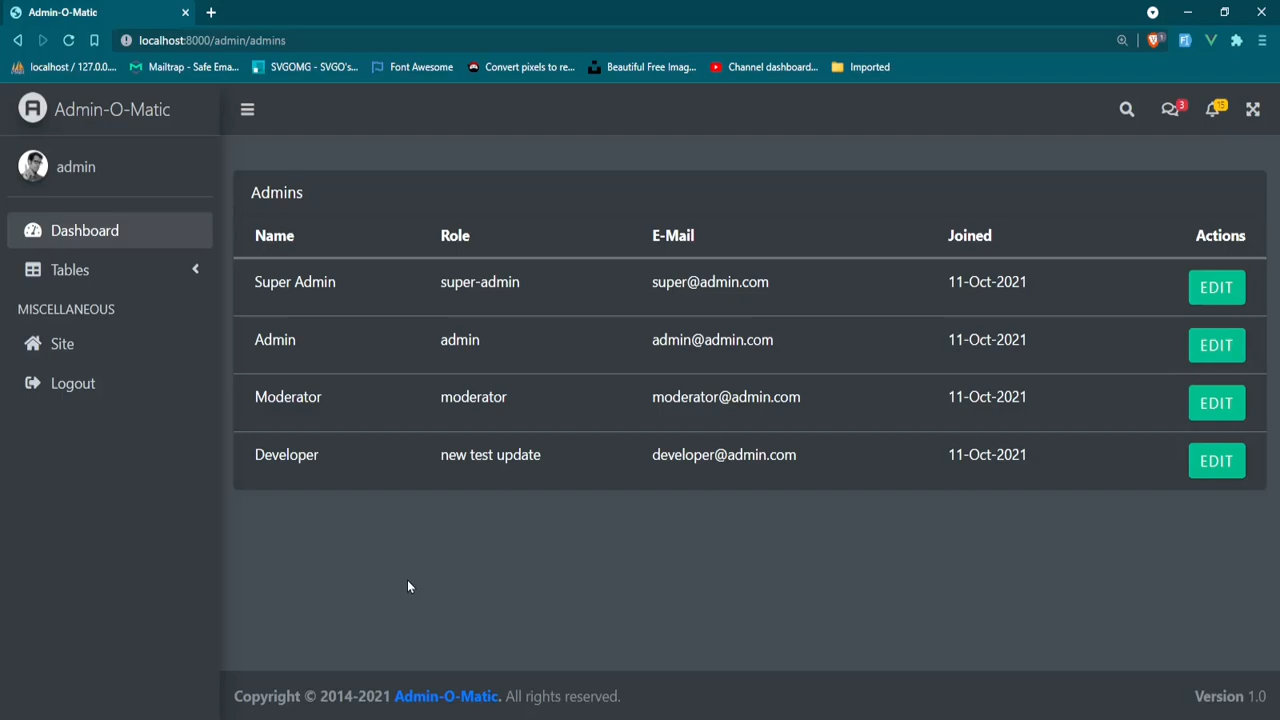 Admin-O-Matic
localhost:8000/admin/admins
1
localhost / 127.0.0.... Mailtrap - Safe Ema... SVGOMG - SVGO's... Font Awesome Convert pixels to re... Beautiful Free Imag... Channel dashboard... Imported
Admin-O-Matic 3 15
admin
Dashboard
Tables
MISCELLANEOUS
Site
Logout
Admins
Name Role E-Mail Joined Actions
Super Admin super-admin super@admin.com 11-Oct-2021 EDIT
Admin admin admin@admin.com 11-Oct-2021 EDIT
Moderator moderator moderator@admin.com 11-Oct-2021 EDIT
Developer new test update developer@admin.com 11-Oct-2021 EDIT
Copyright © 2014-2021 Admin-O-Matic. All rights reserved. Version 1.0